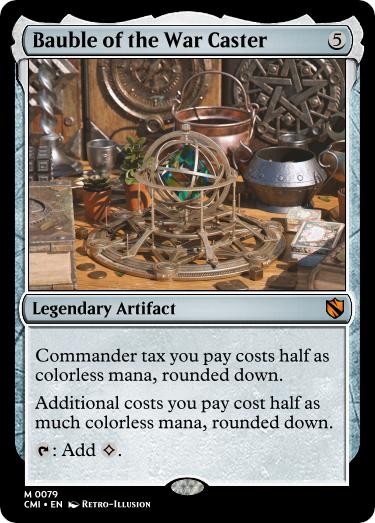 Bauble of the War Caster 5
Legendary Artifact
Commander tax you pay costs half as
colorless mana, rounded down.
Additional costs you pay cost half as
much colorless mana, rounded down.
: Add .
M 0079
CMI • EN Retro-Illusion